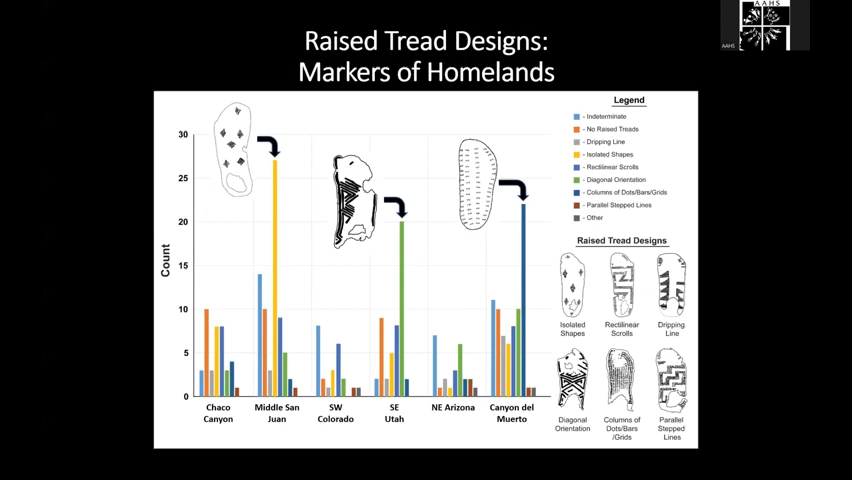 AAHS
AAHS
Raised Tread Designs:
Markers of Homelands
Legend
- Indeterminate
- No Raised Treads
- Dripping Line
- Isolated Shapes
- Rectilinear Scrolls
- Diagonal Orientation
- Columns of Dots/Bars/Grids
- Parallel Stepped Lines
- Other
Count
30
25
20
15
10
5
0
Chaco
Canyon
Middle San
Juan
SW
Colorado
SE
Utah
NE Arizona
Canyon del
Muerto
Raised Tread Designs
Isolated
Shapes
Rectilinear
Scrolls
Dripping
Line
Diagonal
Orientation
Columns of
Dots/Bars
/Grids
Parallel
Stepped
Lines